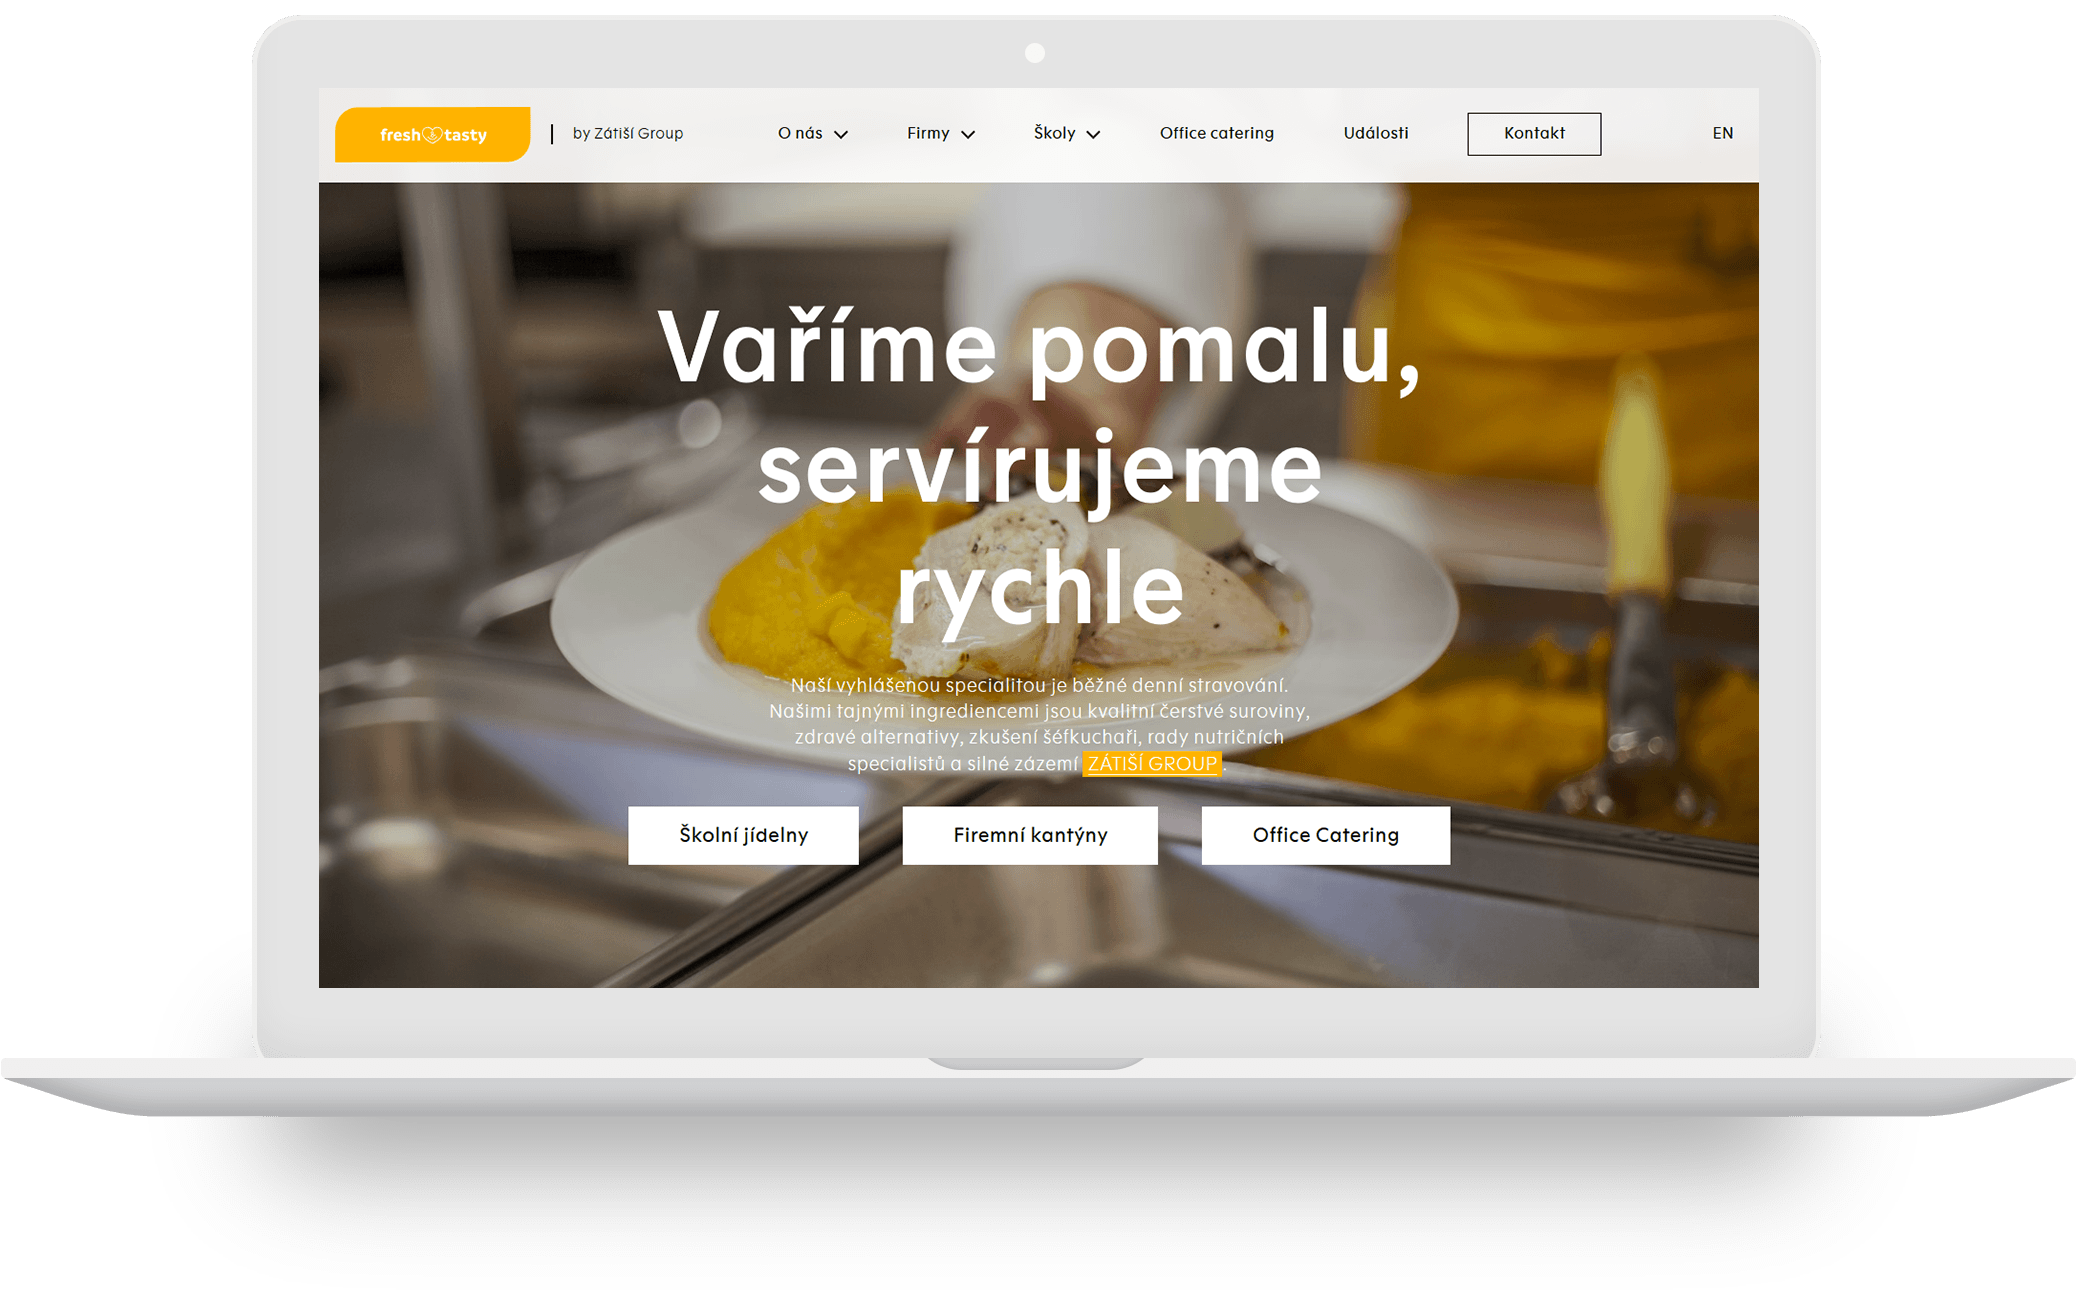 fresh tasty
by Zátiší Group
O nás
Firmy
Školy
Office catering
Události
Kontakt
EN
Vaříme pomalu,
servírujeme
rychle
Naší vyhlášenou specialitou je běžné denní stravování.
Našimi tajnými ingrediencemi jsou kvalitní čerstvé suroviny,
zdravé alternativy, zkušení šéfkuchaři, rady nutričních
specialistů a silné zázemí ZÁTIŠÍ GROUP.
Školní jídelny
Firemní kantýny
Office Catering